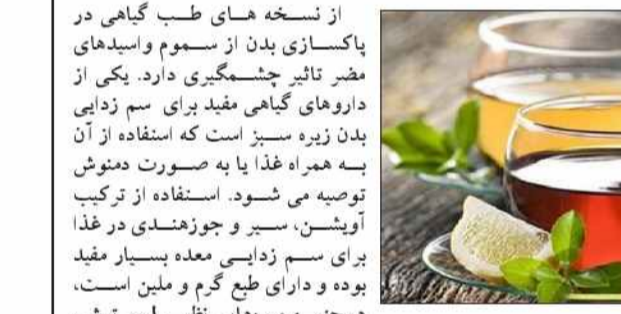 از نسخه های طب گیاهی در
پاکسازی بدن از سموم واسیدهای
مضر تاثیر چشمگیری دارد. یکی از
داروهای گیاهی مفید برای سم زدایی
بدن زیره سبز است که استفاده از آن
به همراه غذا یا به صورت دمنوش
توصیه می شود. استفاده از ترکیب
آویشن، سیر و جوزهندی در غذا
برای سم زدایی معده بسیار مفید
بوده و دارای طبع گرم و ملین است،